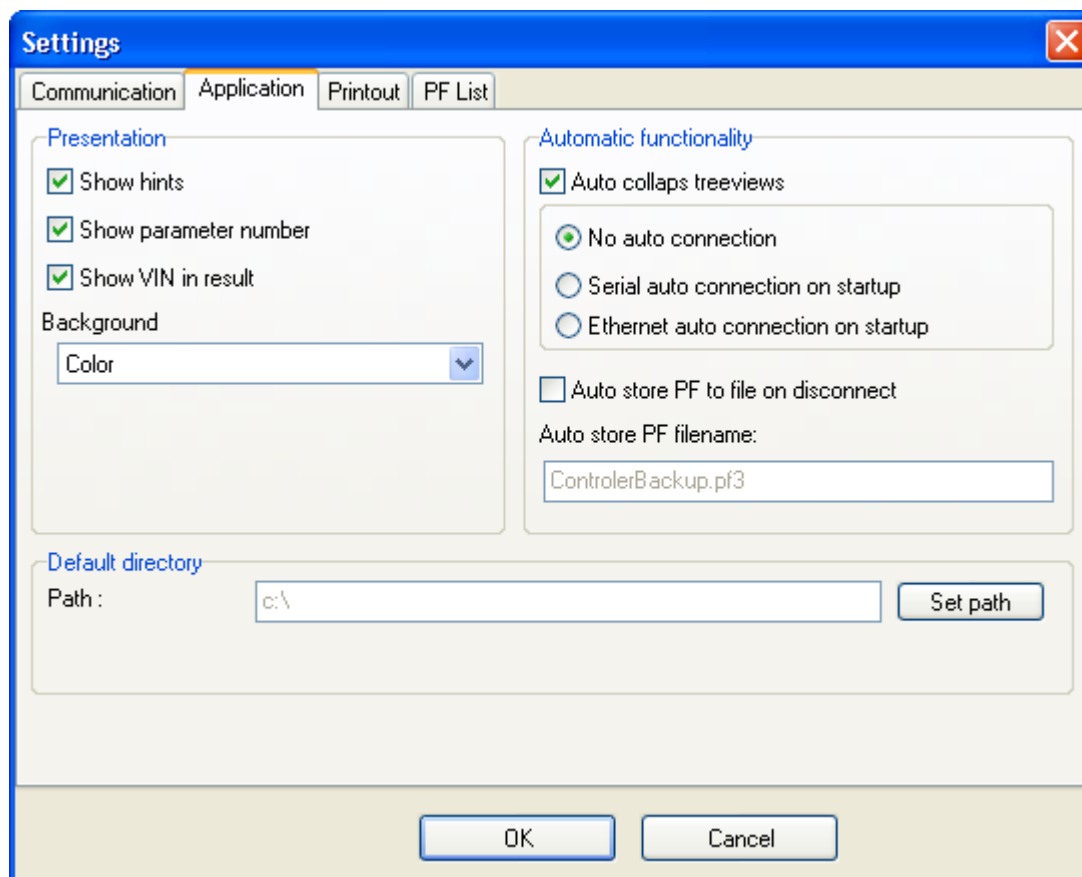 Settings
Communication Application Printout PF List
Presentation
Show hints
Show parameter number
Show VIN in result
Background
Color
Automatic functionality
Auto collaps treeviews
No auto connection
Serial auto connection on startup
Ethernet auto connection on startup
Auto store PF to file on disconnect
Auto store PF filename:
ControlerBackup.pf3
Default directory
Path : c:\ Set path
OK Cancel